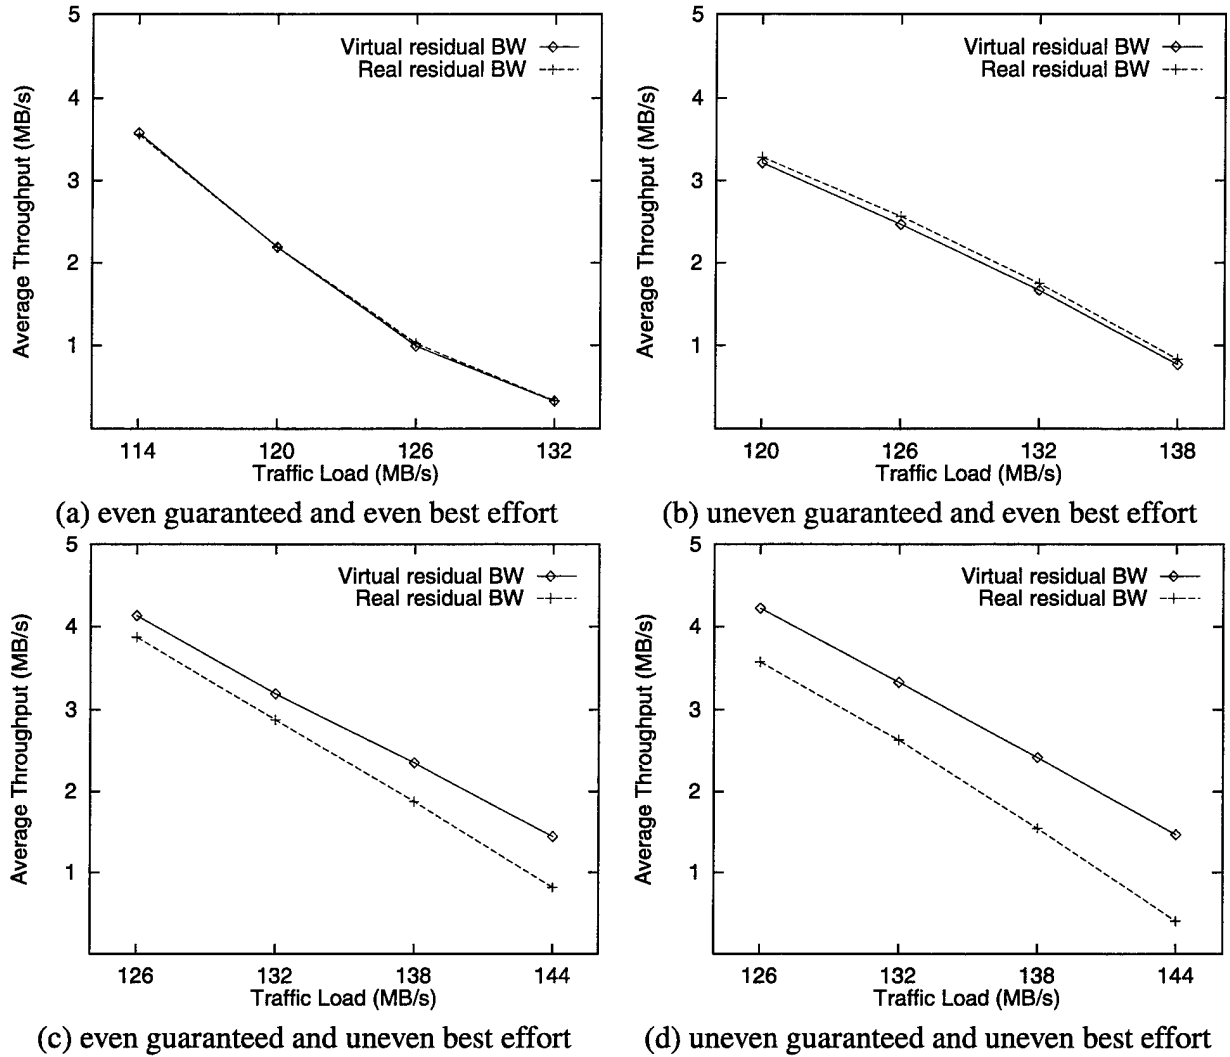 5
4
3
2
1
Average Throughput (MB/s)
Virtual residual BW
Real residual BW
114 120 126 132
Traffic Load (MB/s)
(a) even guaranteed and even best effort
5
4
3
2
1
Average Throughput (MB/s)
Virtual residual BW
Real residual BW
120 126 132 138
Traffic Load (MB/s)
(b) uneven guaranteed and even best effort
5
4
3
2
1
Average Throughput (MB/s)
Virtual residual BW
Real residual BW
126 132 138 144
Traffic Load (MB/s)
(c) even guaranteed and uneven best effort
5
4
3
2
1
Average Throughput (MB/s)
Virtual residual BW
Real residual BW
126 132 138 144
Traffic Load (MB/s)
(d) uneven guaranteed and uneven best effort